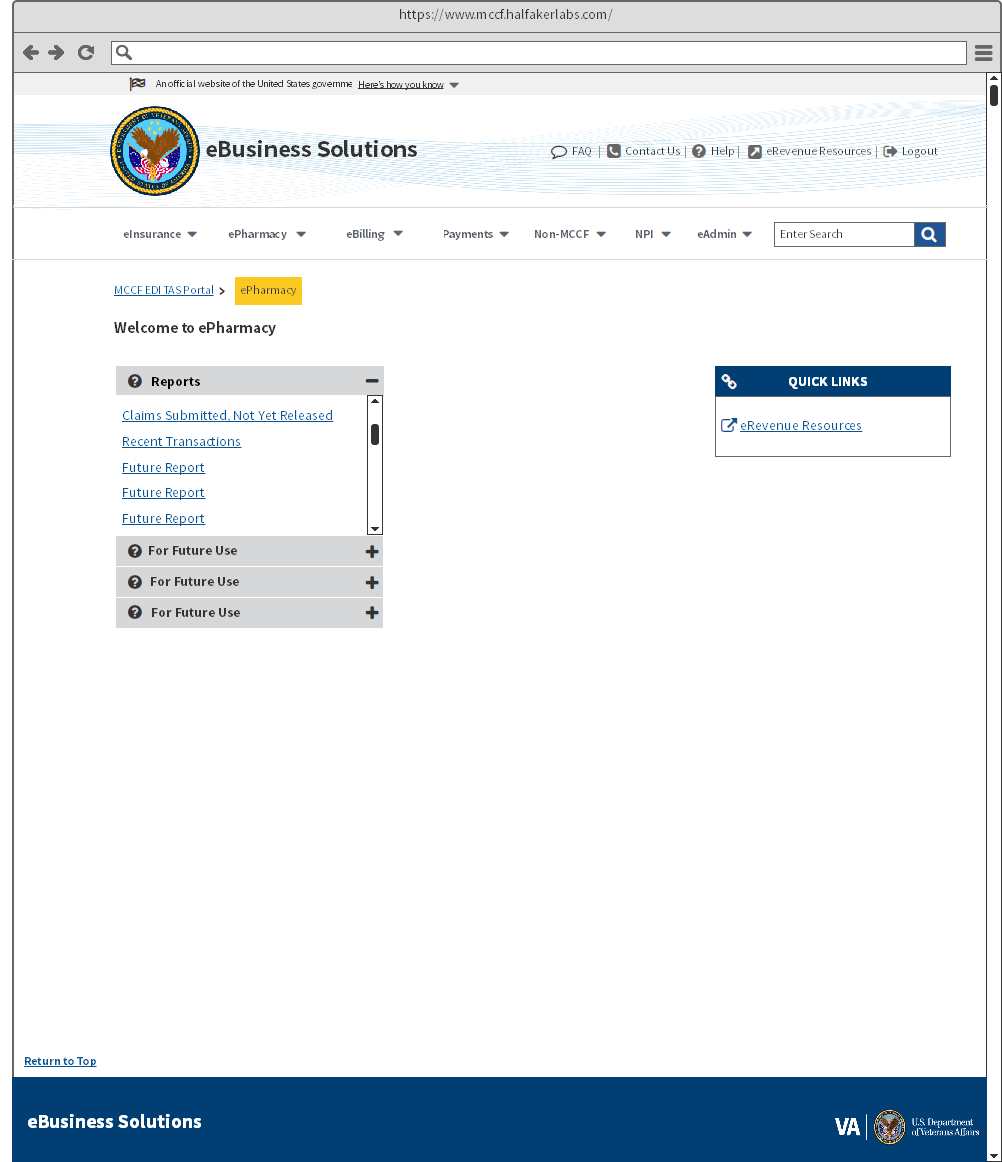 https://www.mccf.halfakerlabs.com/
An official website of the United States governme Here's how you know
eBusiness Solutions
FAQ | Contact Us | Help | eRevenue Resources | Logout
eInsurance ePharmacy eBilling Payments Non-MCCF NPI eAdmin Enter Search
MCCF EDI TAS Portal > ePharmacy
Welcome to ePharmacy
Reports
Claims Submitted, Not Yet Released
Recent Transactions
Future Report
Future Report
Future Report
For Future Use
For Future Use
For Future Use
QUICK LINKS
eRevenue Resources
Return to Top
eBusiness Solutions
VA
U.S. Department
of Veterans Affairs